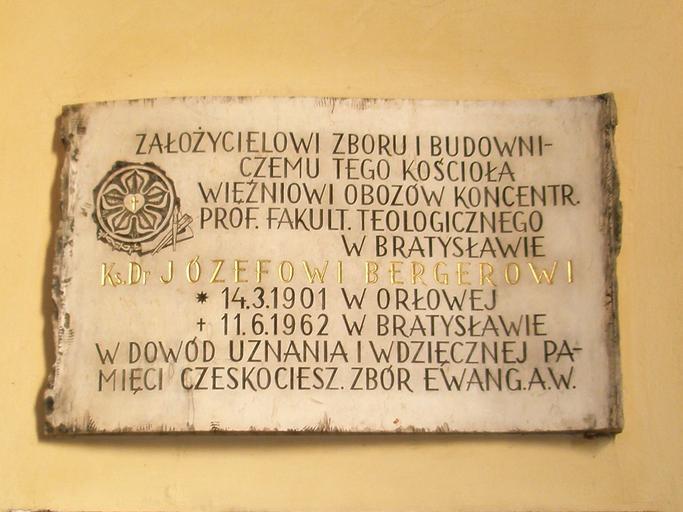 ZAŁOŻYCIELOWI ZBORU I BUDOWNI-
CZEMU TEGO KOŚCIOŁA
WIĘŹNIOWI OBOZÓW KONCENTR.
PROF. FAKULT. TEOLOGICZNEGO
W BRATYSŁAWIE
Ks. Dr JÓZEFOWI BERGEROWI
* 14.3.1901 W ORŁOWEJ
+ 11.6.1962 W BRATYSŁAWIE
W DOWÓD UZNANIA I WDZIĘCZNEJ PA-
MIĘCI CZESKOCIESZ. ZBÓR EWANG. A.W.